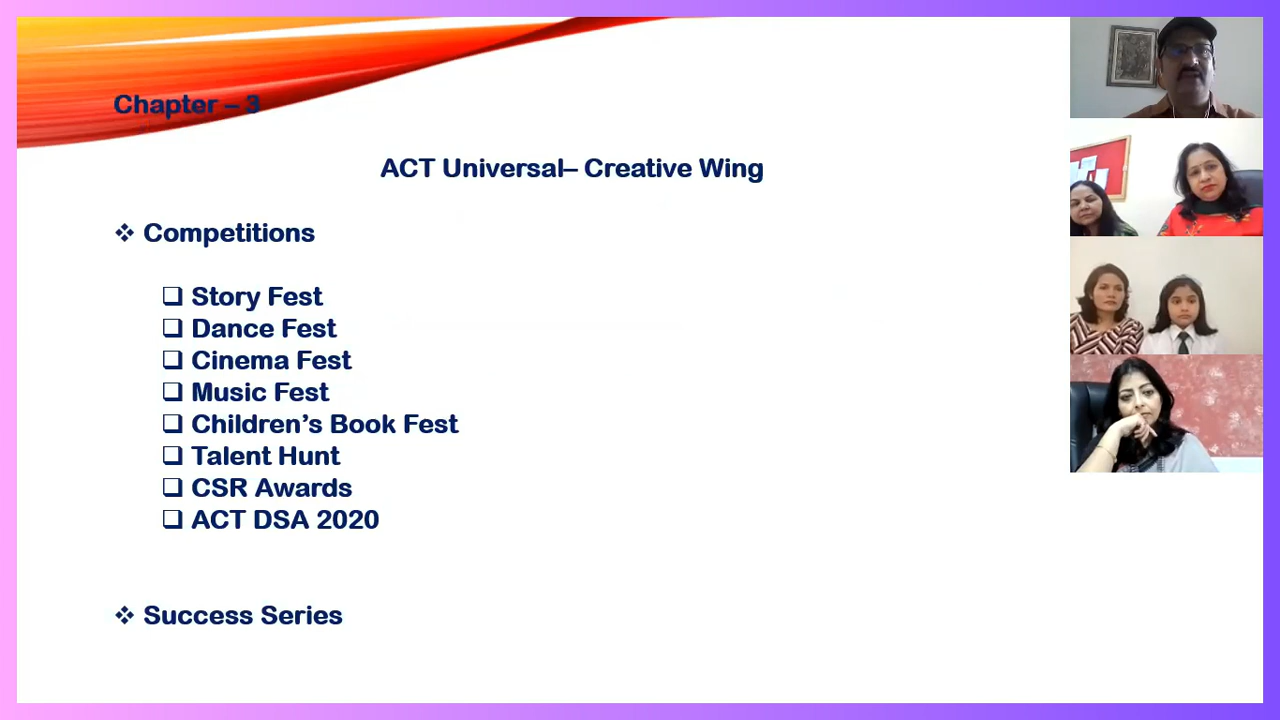 Chapter – 3
ACT Universal– Creative Wing
❖ Competitions
❑ Story Fest
❑ Dance Fest
❑ Cinema Fest
❑ Music Fest
❑ Children’s Book Fest
❑ Talent Hunt
❑ CSR Awards
❑ ACT DSA 2020
❖ Success Series